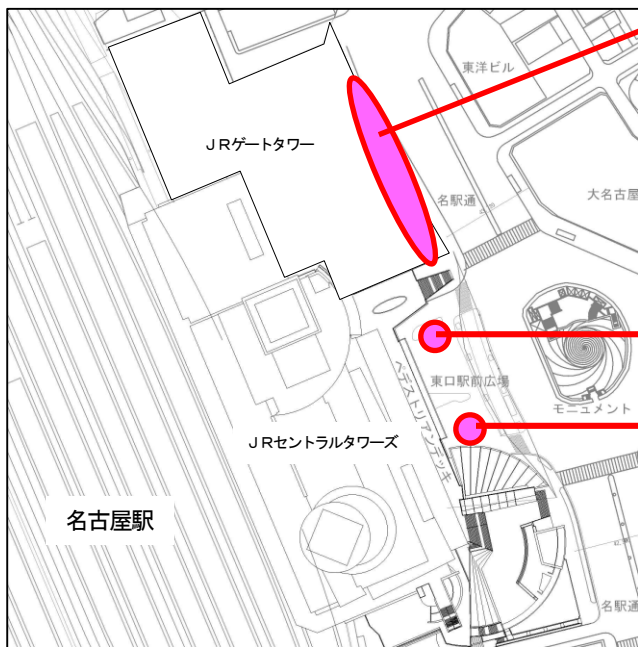 東洋ビル
JRゲートタワー
名駅通
大名古屋
東口駅前広場
モニュメント
ペデストリアンデッキ
JRセントラルタワーズ
名古屋駅
名駅通